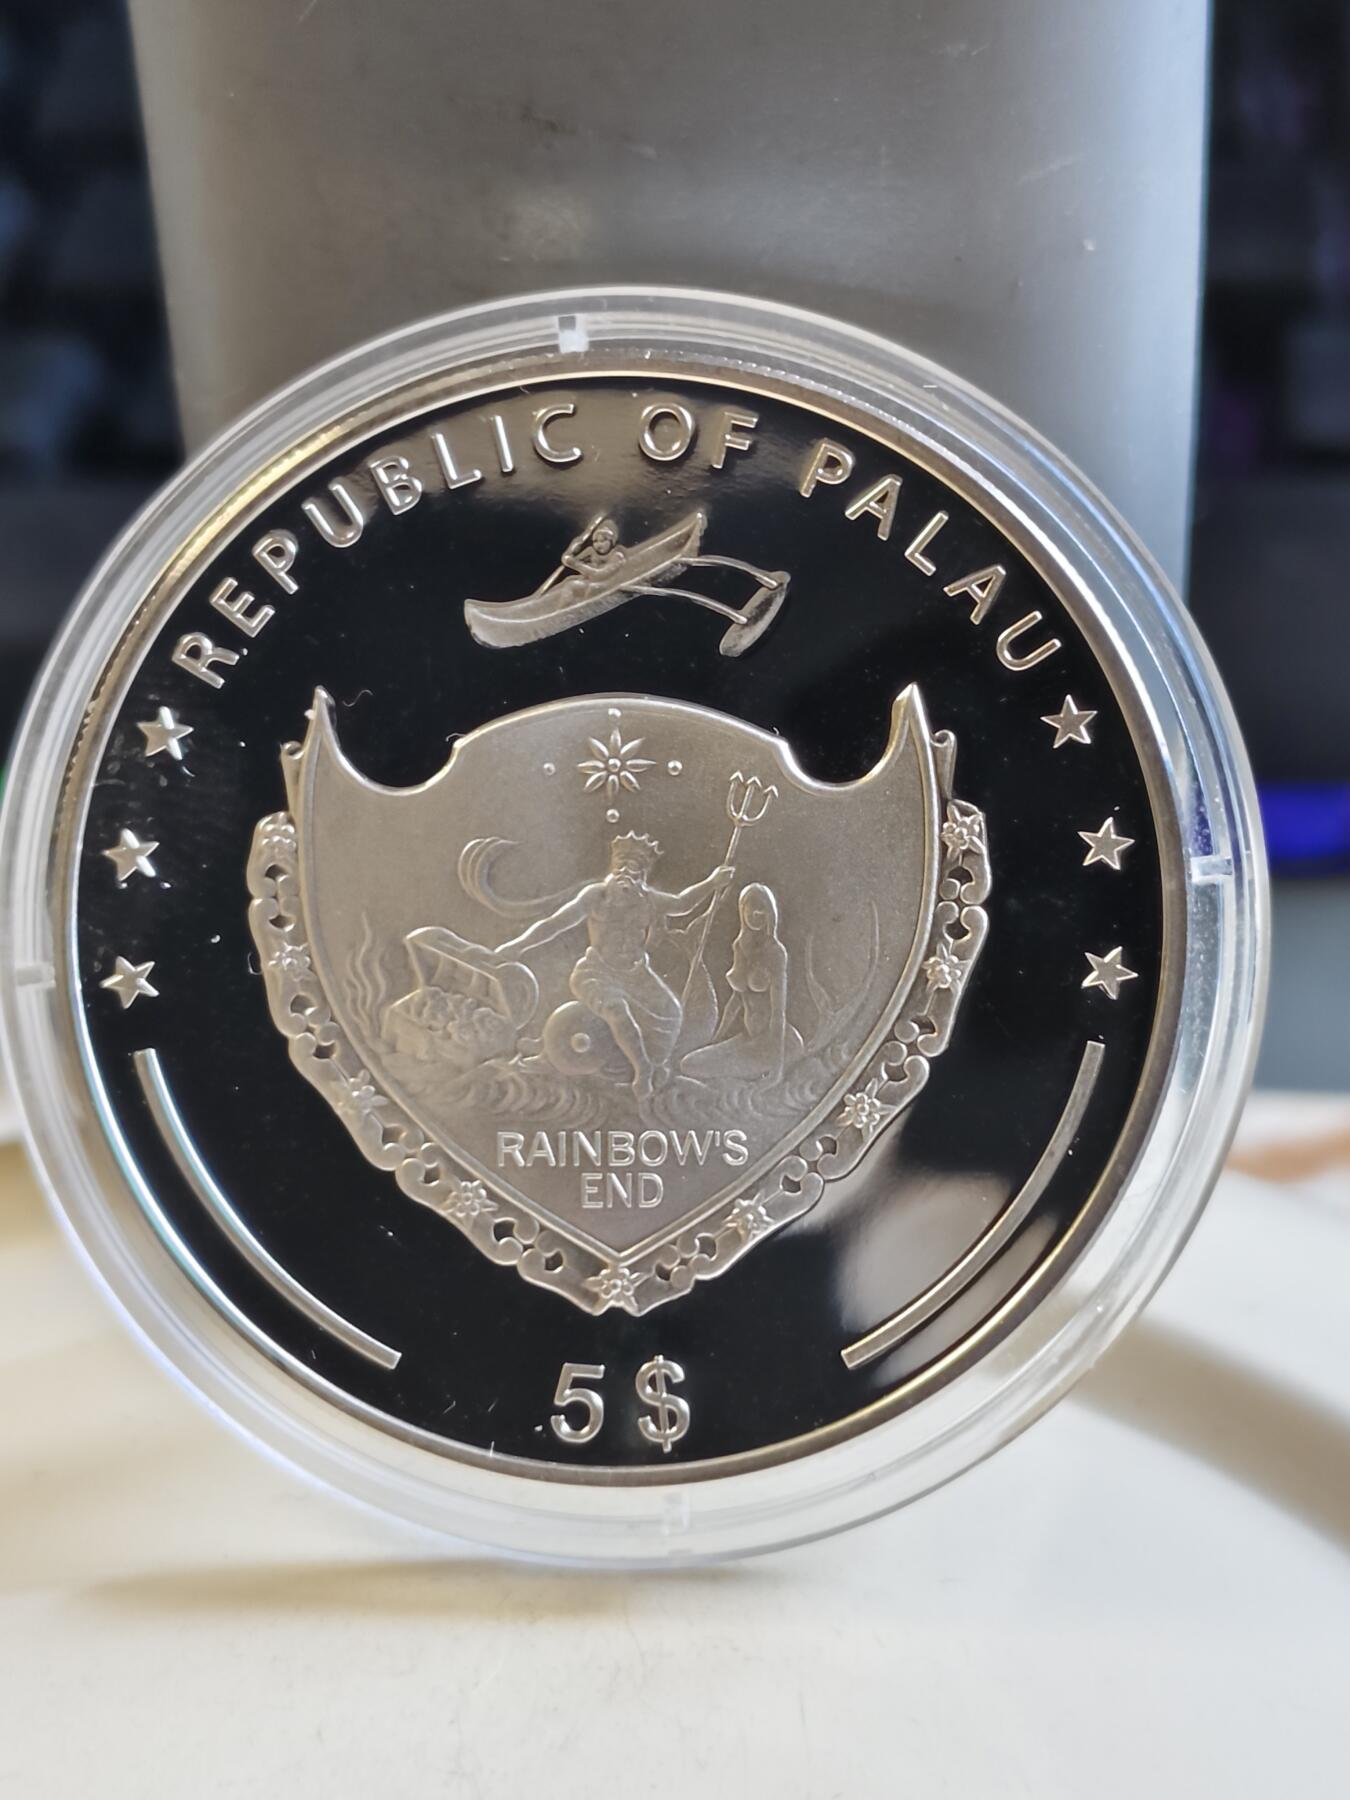 REPUBLIC OF PALAU
RAINBOW'S
END
5 $